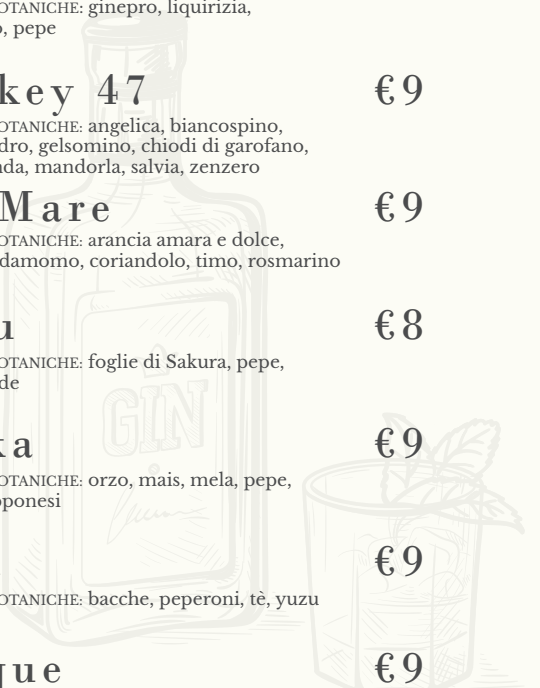 OTANICHE: ginepro, liquirizia,
o, pepe
key 47 €9
OTANICHE: angelica, biancospino,
dro, gelsomino, chiodi di garofano,
nda, mandorla, salvia, zenzero
Mare €9
OTANICHE: arancia amara e dolce,
damomo, coriandolo, timo, rosmarino
u €8
OTANICHE: foglie di Sakura, pepe,
de
ka €9
OTANICHE: orzo, mais, mela, pepe,
pponesi
GIN
€9
OTANICHE: bacche, peperoni, tè, yuzu
que €9